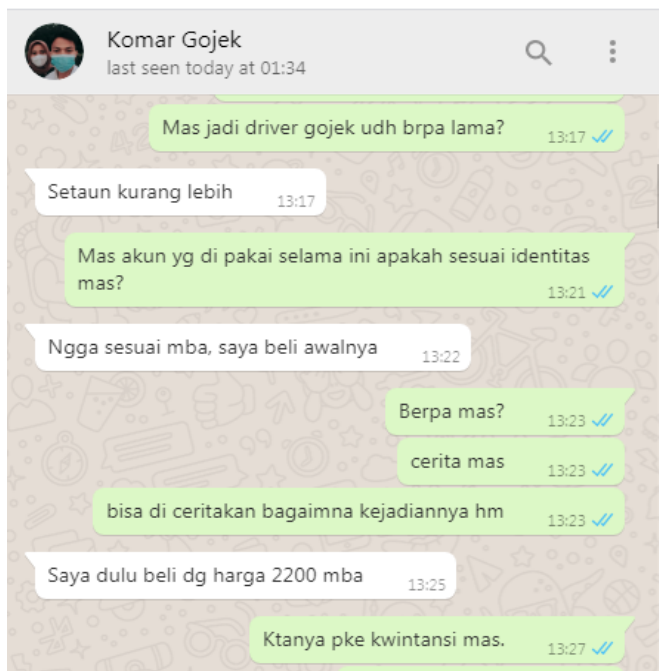 Komar Gojek
last seen today at 01:34
Mas jadi driver gojek udh brpa lama?
13:17
Setaun kurang lebih
13:17
Mas akun yg di pakai selama ini apakah sesuai identitas
mas?
13:21
Ngga sesuai mba, saya beli awalnya
13:22
Berpa mas?
13:23
cerita mas
13:23
bisa di ceritakan bagaimna kejadiannya hm
13:23
Saya dulu beli dg harga 2200 mba
13:25
Ktanya pke kwintansi mas.
13:27